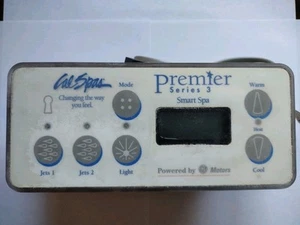 Cal Spas
Changing the way
you feel.
Mode
Premier
Series 3
Smart Spa
Warm
Heat
Cool
Jets 1
Jets 2
Light
Powered by